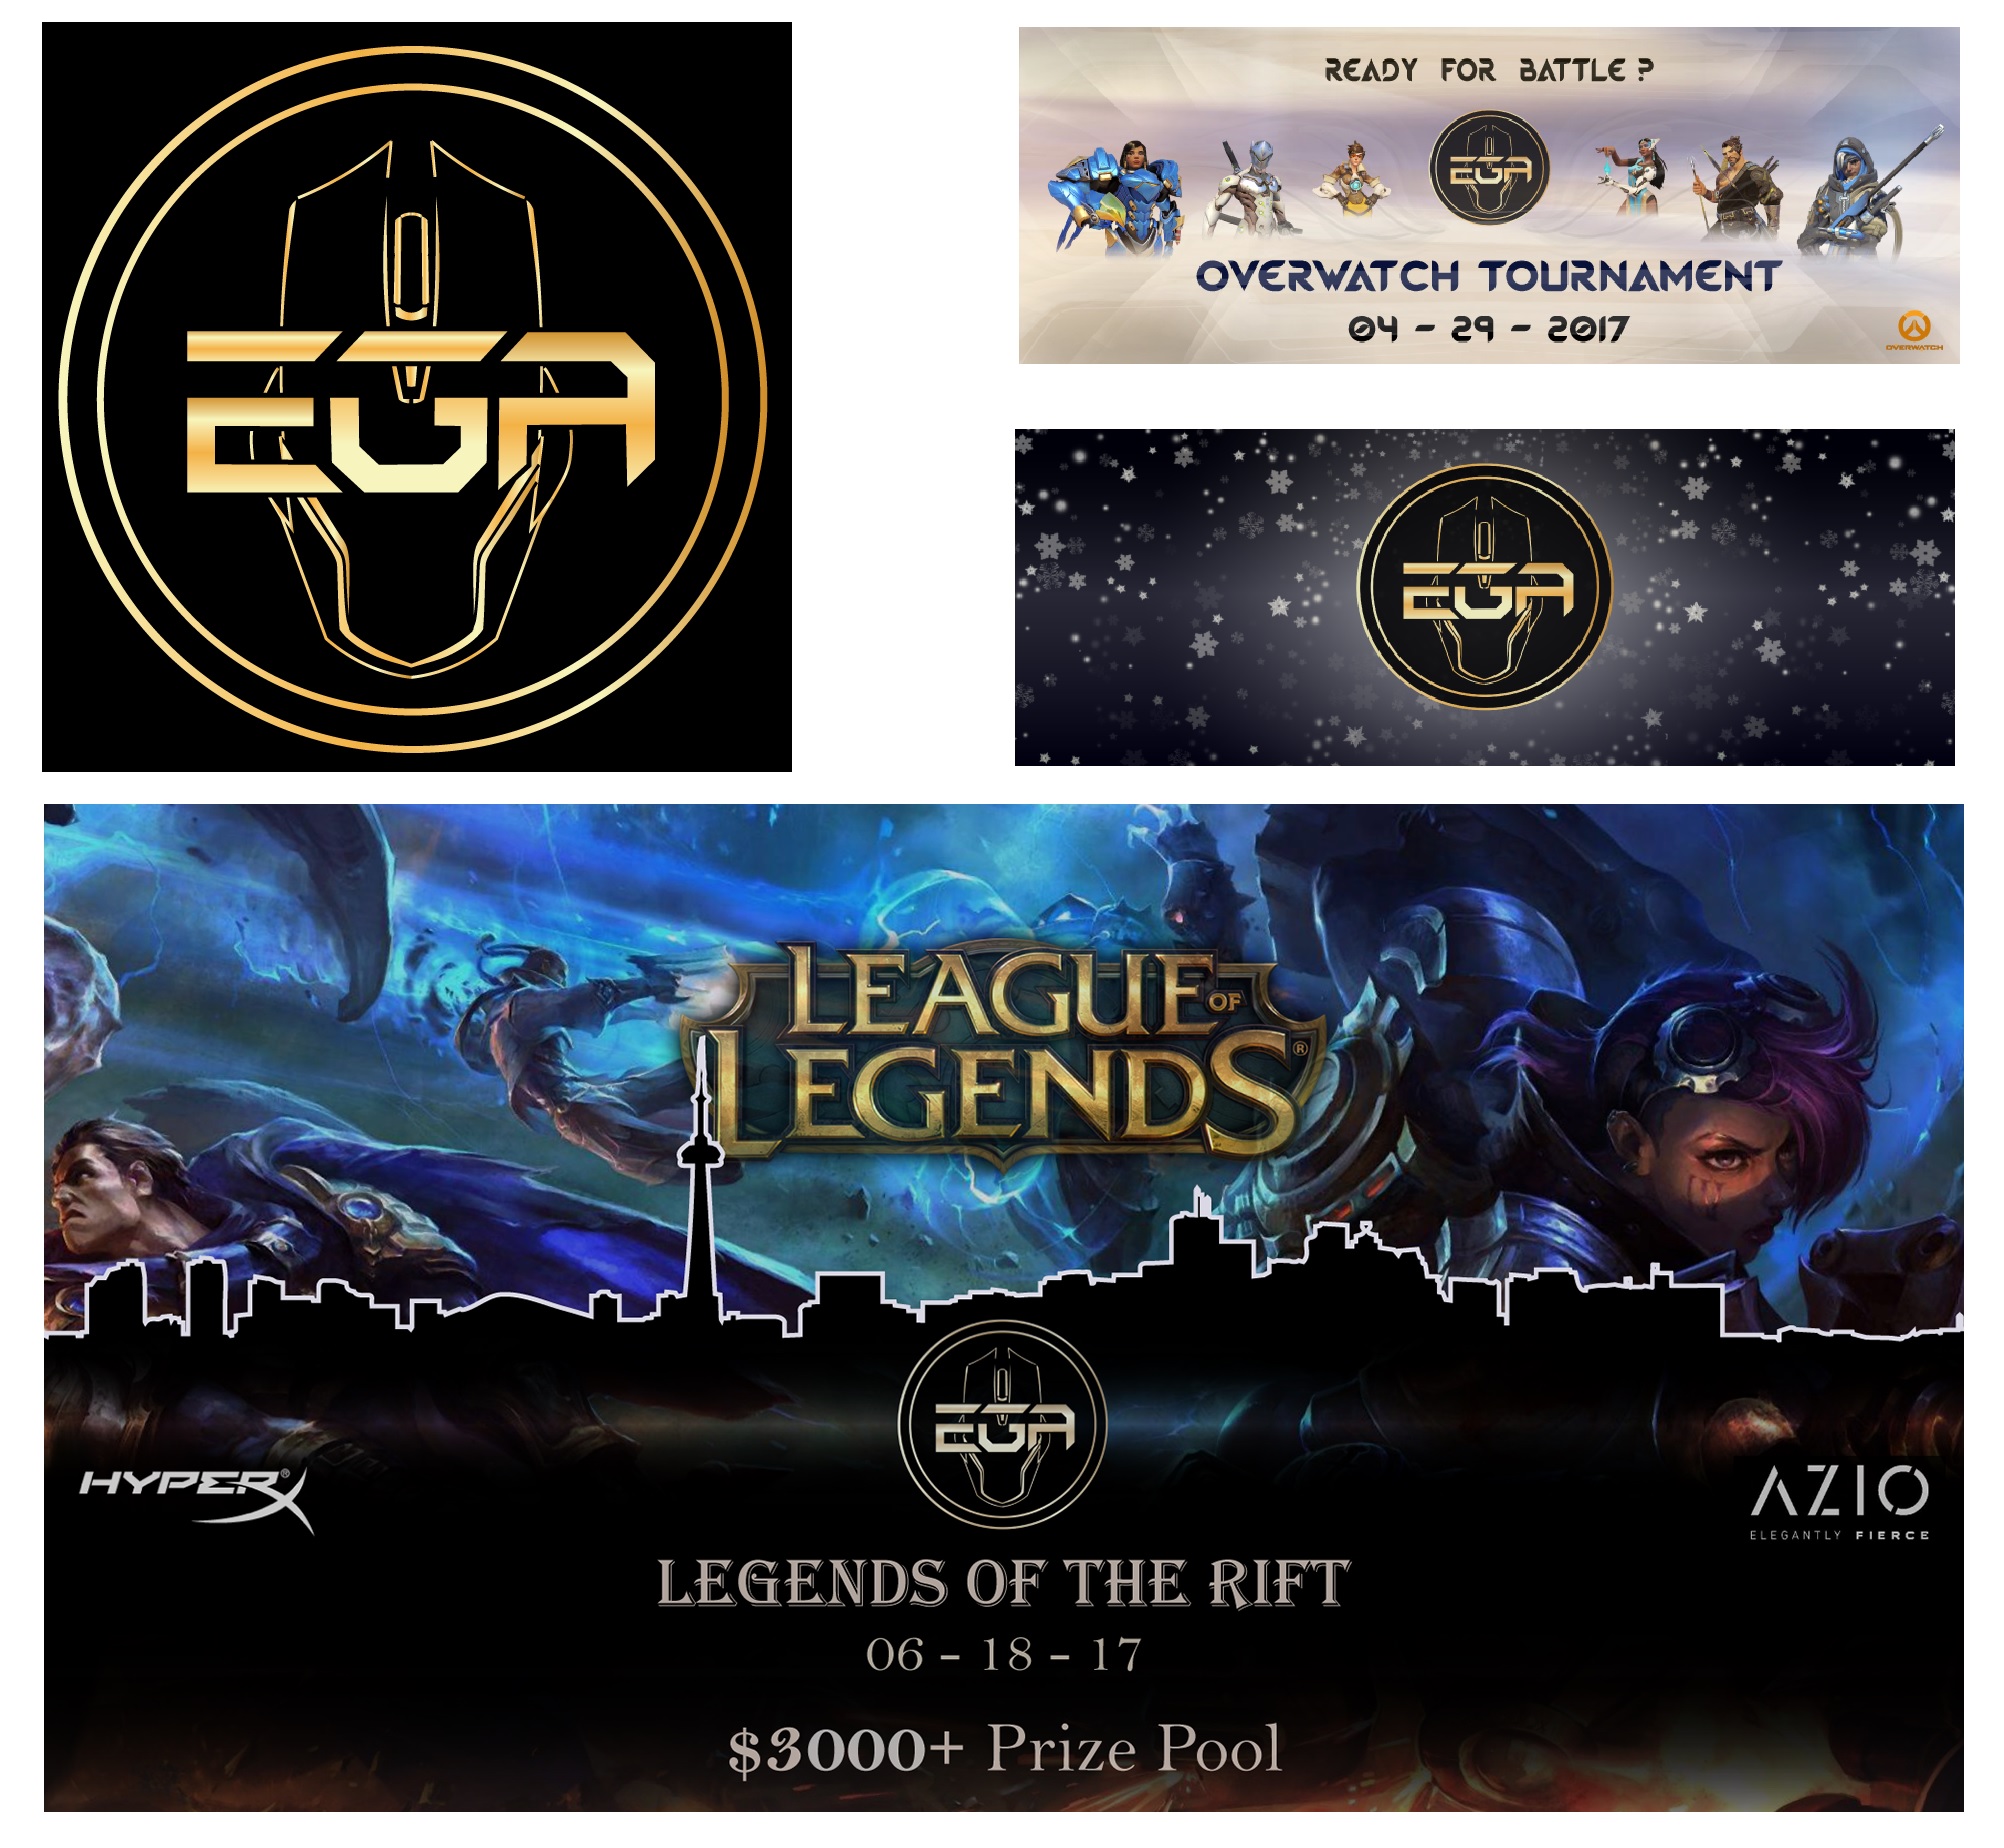 EGA
READY FOR BATTLE ?
EGA
OVERWATCH TOURNAMENT
04 - 29 - 2017
OVERWATCH
EGA
LEAGUE OF
LEGENDS®
EGA
HYPERX®
AZIO
ELEGANTLY FIERCE
LEGENDS OF THE RIFT
06 - 18 - 17
$3000+ Prize Pool